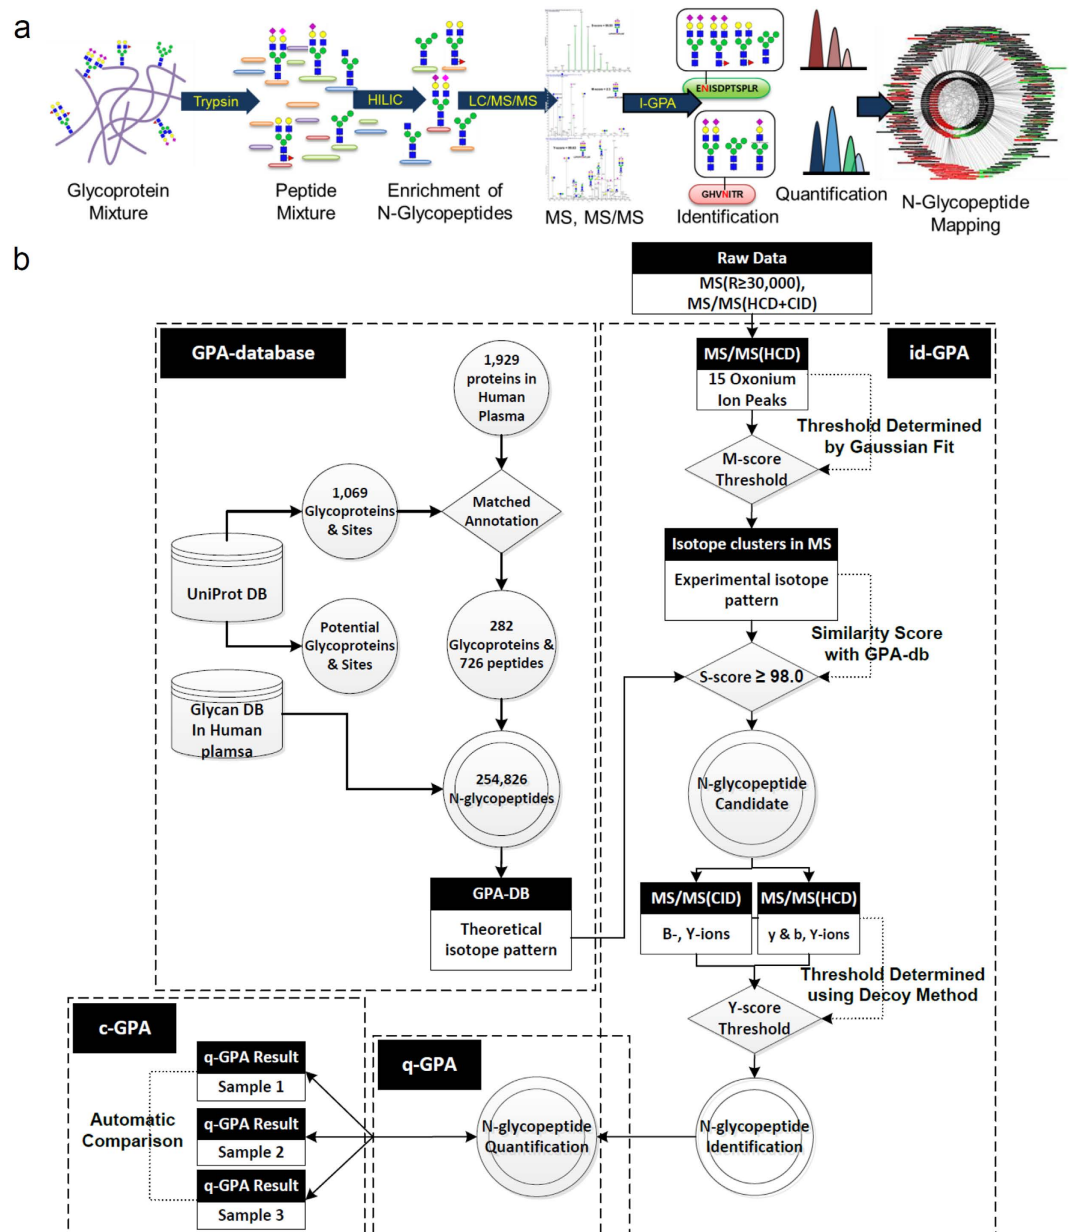 a
Trypsin
HILIC
LC/MS/MS
I-GPA
ENISDPTSPLR
GHVNITR
Glycoprotein
Mixture
Peptide
Mixture
Enrichment of
N-Glycopeptides
MS, MS/MS
Identification
Quantification
N-Glycopeptide
Mapping
b
Raw Data
MS(R≥30,000),
MS/MS(HCD+CID)
GPA-database
id-GPA
1,929
proteins in
Human
Plasma
MS/MS(HCD)
15 Oxonium
Ion Peaks
Threshold Determined
by Gaussian Fit
M-score
Threshold
1,069
Glycoproteins
& Sites
Matched
Annotation
Isotope clusters in MS
Experimental isotope
pattern
UniProt DB
Potential
Glycoproteins
& Sites
282
Glycoproteins &
726 peptides
Similarity Score
with GPA-db
S-score ≥ 98.0
Glycan DB
In Human
plamsa
254,826
N-glycopeptides
N-glycopeptide
Candidate
GPA-DB
Theoretical
isotope pattern
MS/MS(CID)
B-, Y-ions
MS/MS(HCD)
y & b, Y-ions
Threshold Determined
using Decoy Method
Y-score
Threshold
c-GPA
q-GPA Result
Sample 1
q-GPA Result
Sample 2
q-GPA Result
Sample 3
Automatic
Comparison
q-GPA
N-glycopeptide
Quantification
N-glycopeptide
Identification